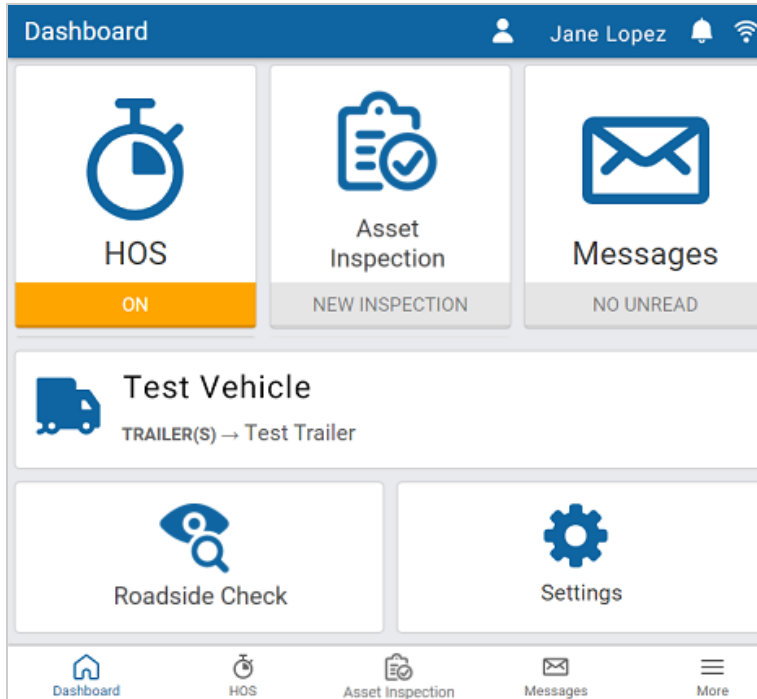 Dashboard
Jane Lopez
HOS
ON
Asset
Inspection
NEW INSPECTION
Messages
NO UNREAD
Test Vehicle
TRAILER(S) → Test Trailer
Roadside Check
Settings
Dashboard
HOS
Asset Inspection
Messages
More